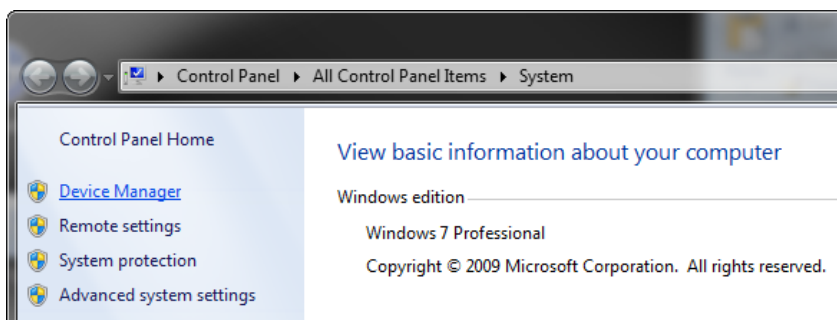 Control Panel ▸ All Control Panel Items ▸ System
Control Panel Home
Device Manager
Remote settings
System protection
Advanced system settings
View basic information about your computer
Windows edition
Windows 7 Professional
Copyright © 2009 Microsoft Corporation.  All rights reserved.